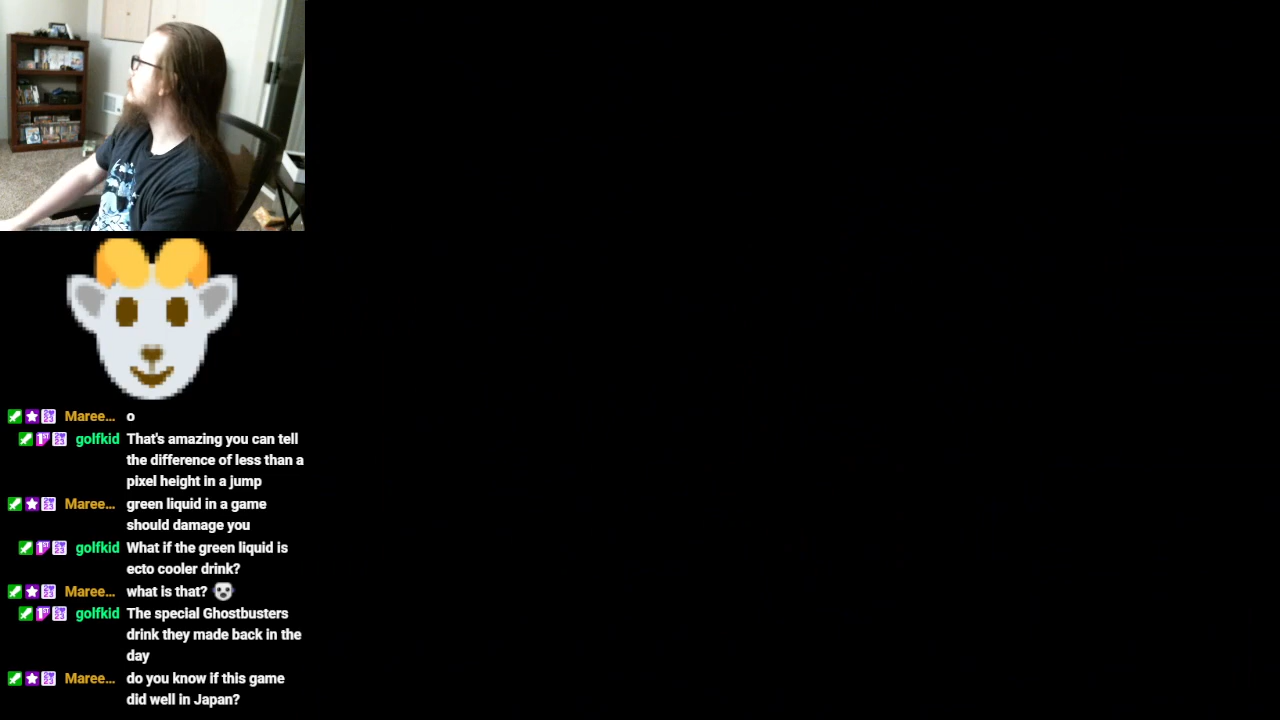 Maree... o
golfkid That's amazing you can tell
the difference of less than a
pixel height in a jump
Maree... green liquid in a game
should damage you
golfkid What if the green liquid is
ecto cooler drink?
Maree... what is that?
golfkid The special Ghostbusters
drink they made back in the
day
Maree... do you know if this game
did well in Japan?